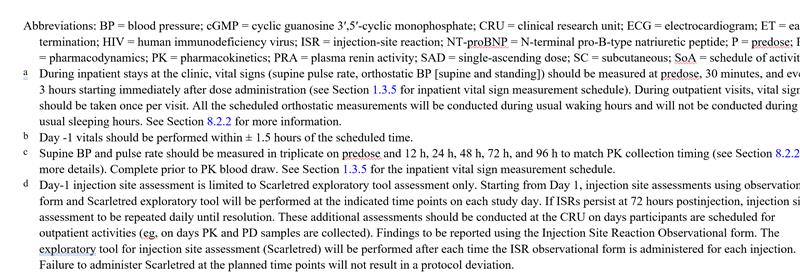 Abbreviations: BP = blood pressure; cGMP = cyclic guanosine 3′,5′-cyclic monophosphate; CRU = clinical research unit; ECG = electrocardiogram; ET = ea
termination; HIV = human immunodeficiency virus; ISR = injection-site reaction; NT-proBNP = N-terminal pro-B-type natriuretic peptide; P = predose;
= pharmacodynamics; PK = pharmacokinetics; PRA = plasma renin activity; SAD = single-ascending dose; SC = subcutaneous; SoA = schedule of activit
a During inpatient stays at the clinic, vital signs (supine pulse rate, orthostatic BP [supine and standing]) should be measured at predose, 30 minutes, and eve
3 hours starting immediately after dose administration (see Section 1.3.5 for inpatient vital sign measurement schedule). During outpatient visits, vital sign
should be taken once per visit. All the scheduled orthostatic measurements will be conducted during usual waking hours and will not be conducted during
usual sleeping hours. See Section 8.2.2 for more information.
b Day -1 vitals should be performed within ± 1.5 hours of the scheduled time.
c Supine BP and pulse rate should be measured in triplicate on predose and 12 h, 24 h, 48 h, 72 h, and 96 h to match PK collection timing (see Section 8.2.2
more details). Complete prior to PK blood draw. See Section 1.3.5 for the inpatient vital sign measurement schedule.
d Day-1 injection site assessment is limited to Scarletred exploratory tool assessment only. Starting from Day 1, injection site assessments using observation
form and Scarletred exploratory tool will be performed at the indicated time points on each study day. If ISRs persist at 72 hours postinjection, injection si
assessment to be repeated daily until resolution. These additional assessments should be conducted at the CRU on days participants are scheduled for
outpatient activities (eg, on days PK and PD samples are collected). Findings to be reported using the Injection Site Reaction Observational form. The
exploratory tool for injection site assessment (Scarletred) will be performed after each time the ISR observational form is administered for each injection.
Failure to administer Scarletred at the planned time points will not result in a protocol deviation.